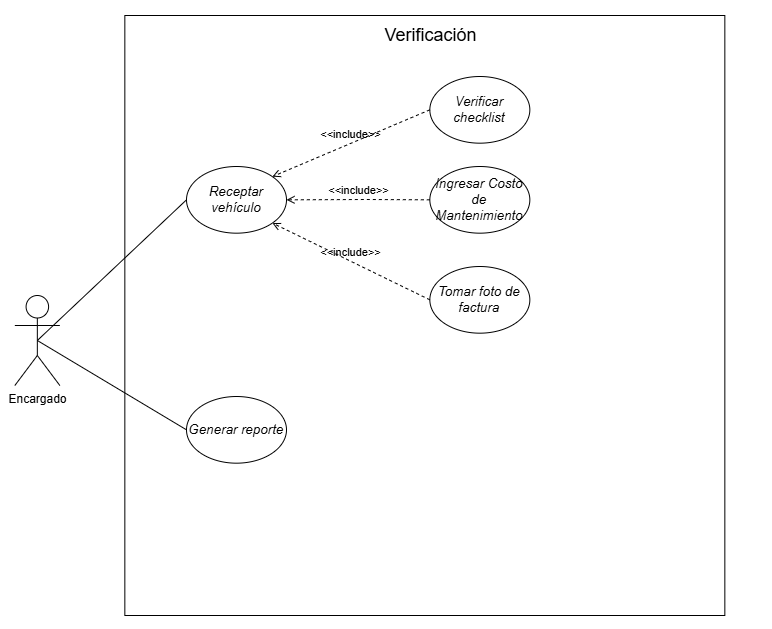 Verificación
Verificar
checklist
<<include>>
Receptar
vehículo
<<include>>
Ingresar Costo
de
Mantenimiento
<<include>>
Tomar foto de
factura
Encargado
Generar reporte